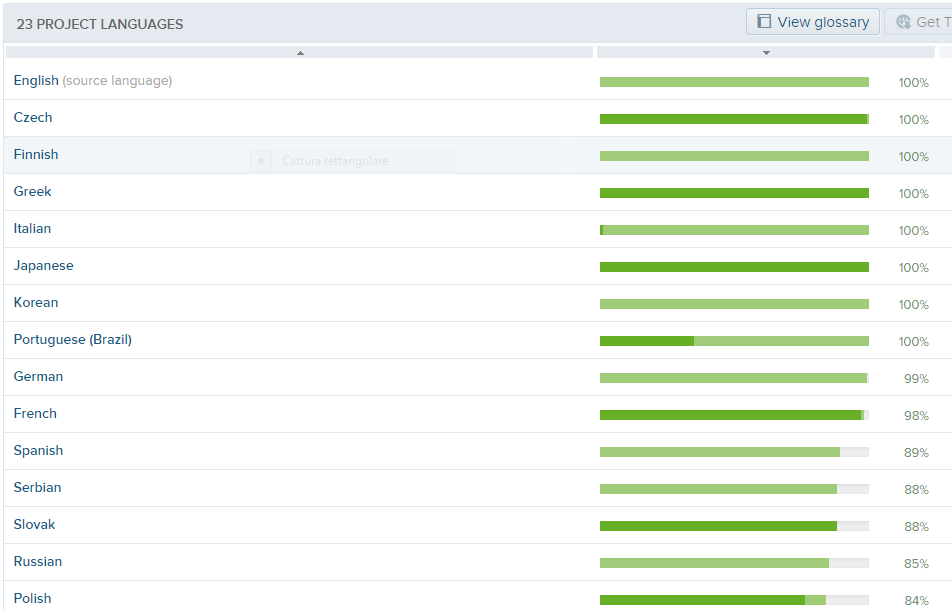 23 PROJECT LANGUAGES View glossary Get T
English (source language) 100%
Czech 100%
Finnish Cattura rettangolare 100%
Greek 100%
Italian 100%
Japanese 100%
Korean 100%
Portuguese (Brazil) 100%
German 99%
French 98%
Spanish 89%
Serbian 88%
Slovak 88%
Russian 85%
Polish 84%